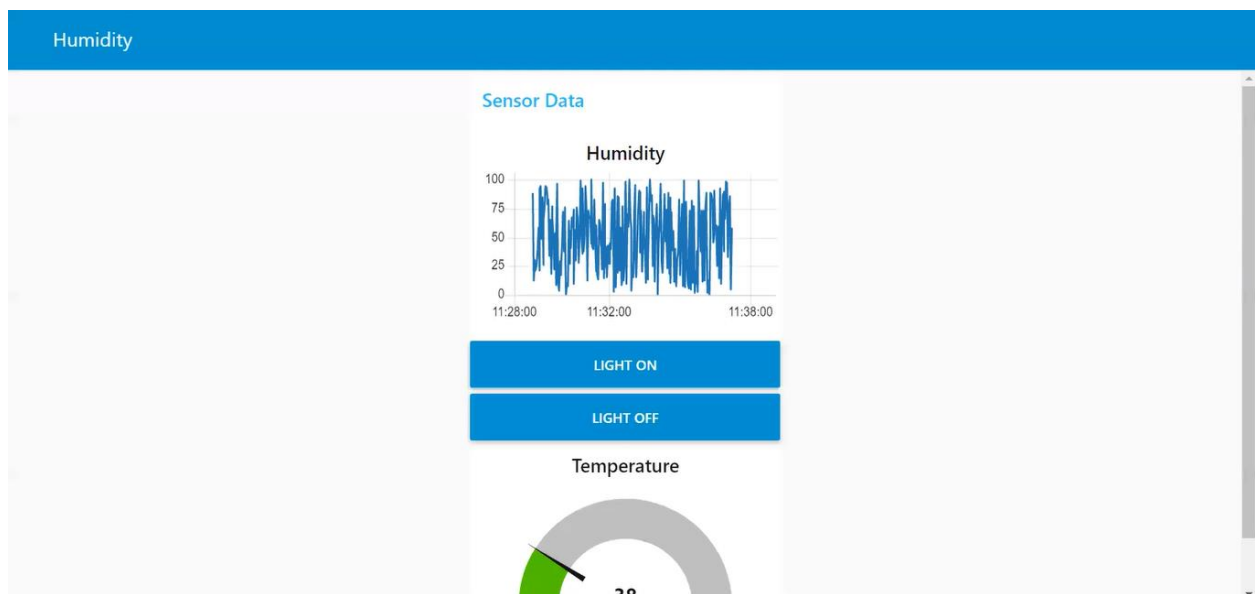 Humidity
Sensor Data
Humidity
100
75
50
25
0
11:28:00 11:32:00 11:38:00
LIGHT ON
LIGHT OFF
Temperature